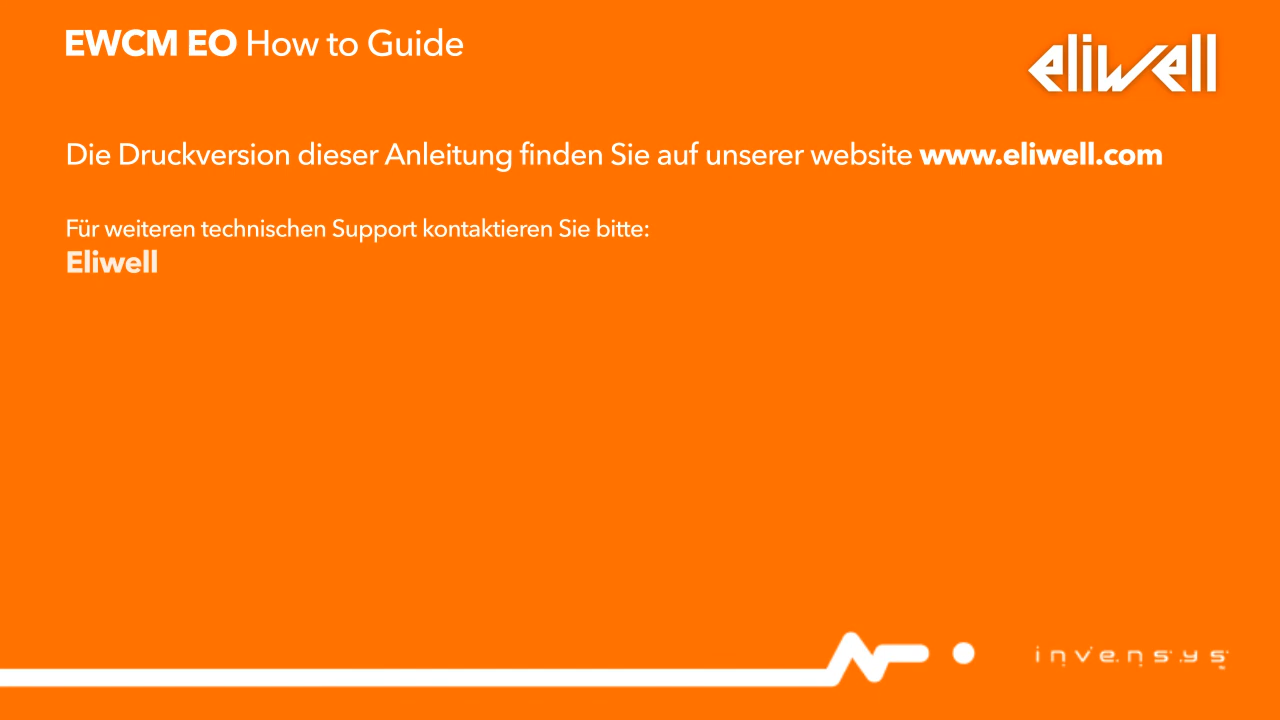 EWCM EO How to Guide
eliwell
Die Druckversion dieser Anleitung finden Sie auf unserer website www.eliwell.com
Für weiteren technischen Support kontaktieren Sie bitte:
Eliwell
invensys